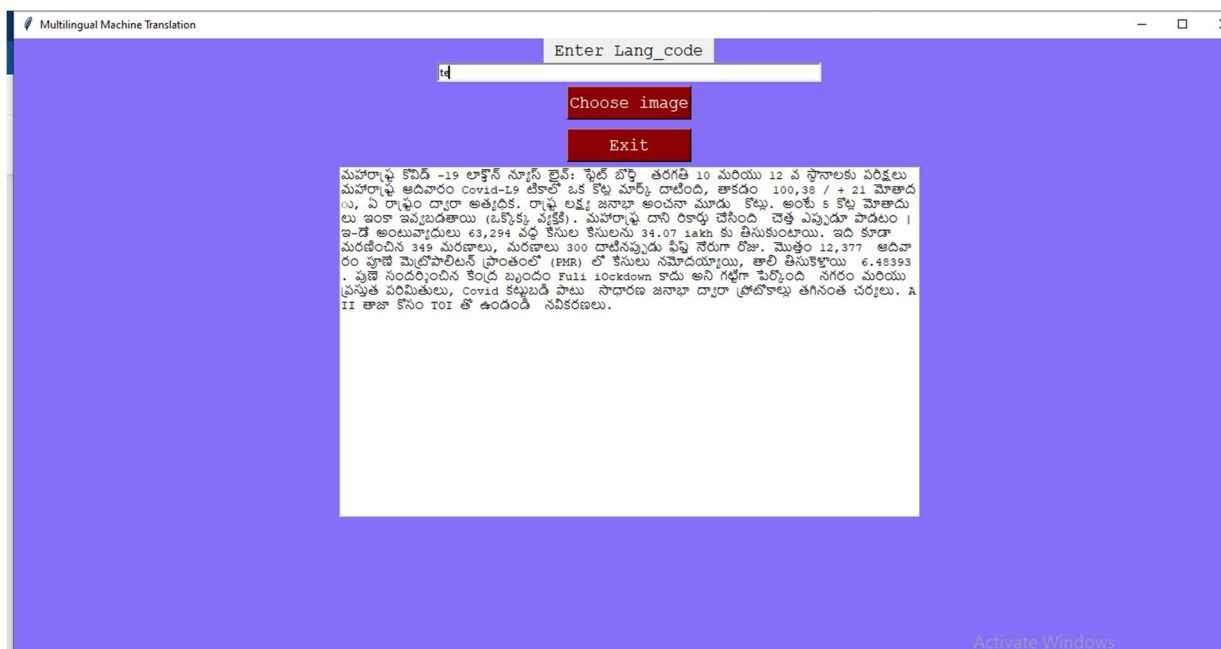 Multilingual Machine Translation
Enter Lang_code
te
Choose image
Exit
మహారాష్ట్ర కోవిడ్ -19 లాక్డౌన్ న్యూస్ లైవ్: స్టేట్ బోర్డ్ తరగతి 10 మరియు 12 వ స్థానాలకు పరీక్షలు
మహారాష్ట్ర ఆదివారం Covid-L9 టీకాలో ఒక కోట్ల మార్క్ దాటింది, తాకడం 100,38 / + 21 మోతాద
ు, ఏ రాష్ట్రం ద్వారా అత్యధిక. రాష్ట్ర లక్ష్య జనాభా అంచనా మూడు కోట్లు. అంటే 5 కోట్ల మోతాదు
లు ఇంకా ఇవ్వబడతాయి (ఒక్కొక్క వ్యక్తికి). మహారాష్ట్ర దాని రికార్డు చేసింది చెత్త ఎప్పుడూ పాడటం |
ఇ-డే అంటువ్యాధులు 63,294 వద్ద కేసుల కేసులను 34.07 iakh కు తీసుకుంటాయి. ఇది కూడా
మరణించిన 349 మరణాలు, మరణాలు 300 దాటినప్పుడు ఫిఫ్త్ నేరుగా రోజు. మొత్తం 12,377 ఆదివా
రం పూణే మెట్రోపాలిటన్ ప్రాంతంలో (PMR) లో కేసులు నమోదయ్యాయి, తాలి తీసుకెళ్తాయి 6.48393
. పుణె సందర్శించిన కేంద్ర బృందం Fuli iOckdown కాదు అని గట్టిగా పేర్కొంది నగరం మరియు
ప్రస్తుత పరిమితులు, Covid కట్టుబడి పాటు సాధారణ జనాభా ద్వారా ప్రోటోకాల్లు తగినంత చర్యలు. A
II తాజా కోసం TOI తో ఉండండి నవీకరణలు.
Activate Windows